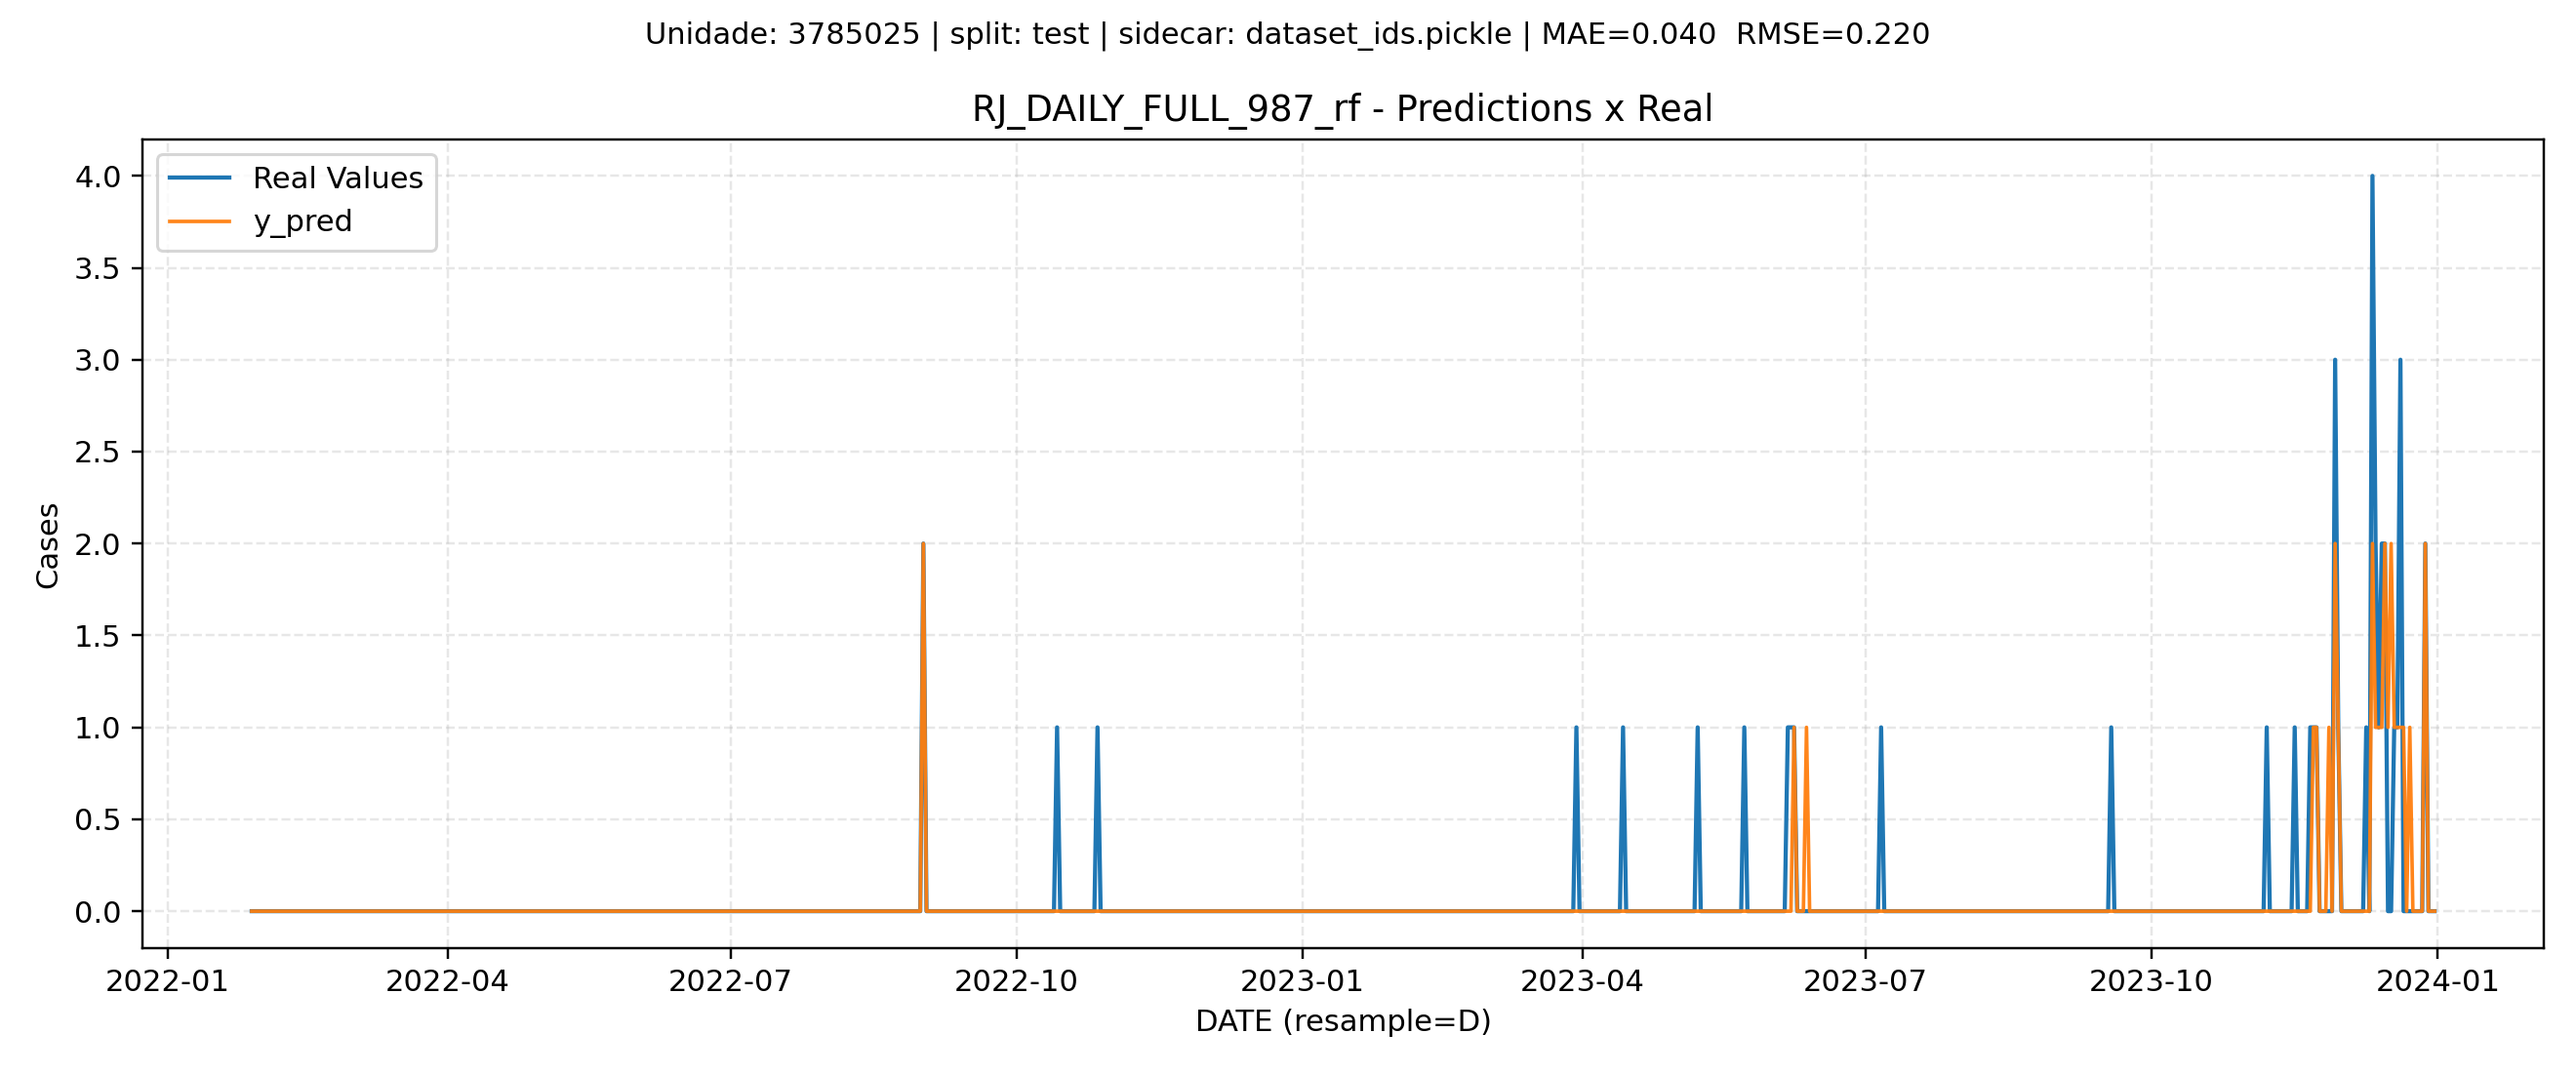 Unidade: 3785025 | split: test | sidecar: dataset_ids.pickle | MAE=0.040  RMSE=0.220
RJ_DAILY_FULL_987_rf - Predictions x Real
Real Values
y_pred
4.0
3.5
3.0
2.5
2.0
1.5
1.0
0.5
0.0
Cases
2022-01 2022-04 2022-07 2022-10 2023-01 2023-04 2023-07 2023-10 2024-01
DATE (resample=D)